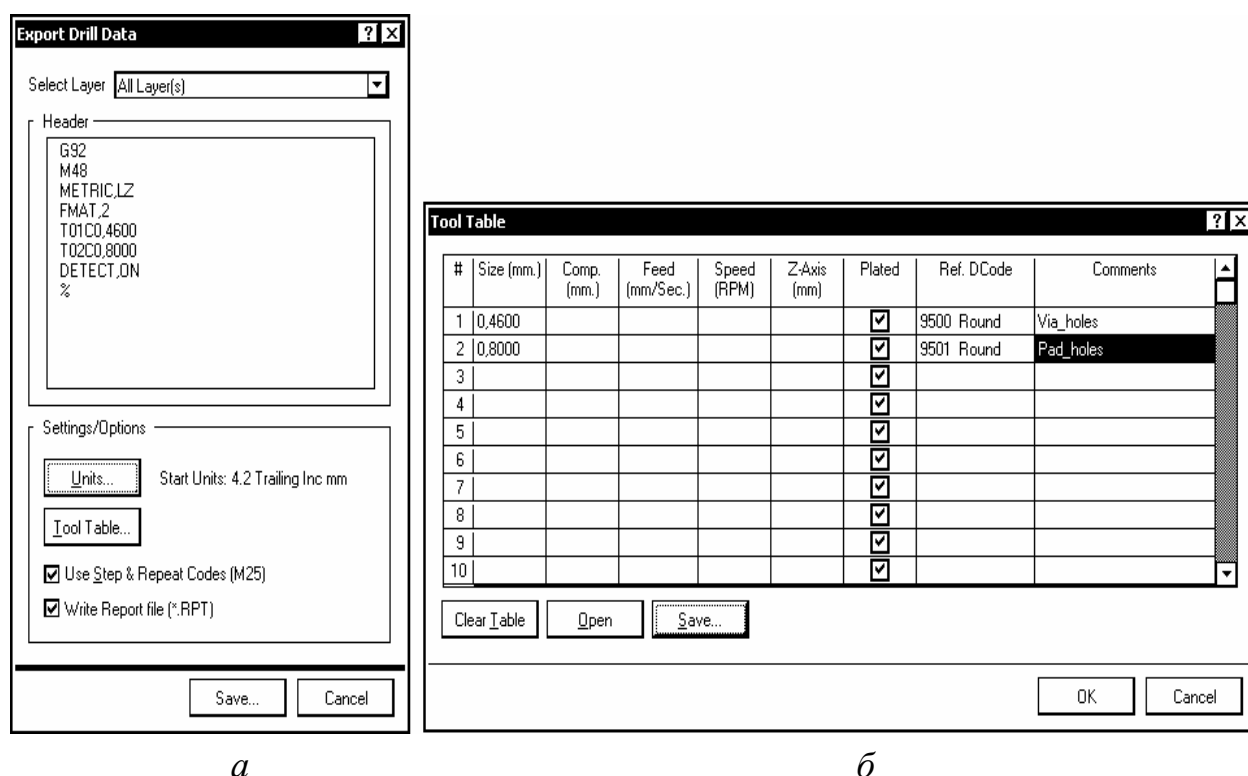 Export Drill Data
Select Layer All Layer(s)
Header
G92
M48
METRIC,LZ
FMAT,2
T01C0,4600
T02C0,8000
DETECT,ON
%
Settings/Options
Units... Start Units: 4.2 Trailing Inc mm
Tool Table...
Use Step & Repeat Codes (M25)
Write Report file (*.RPT)
Save... Cancel
а
Tool Table
# Size (mm.) Comp. (mm.) Feed (mm/Sec.) Speed (RPM) Z-Axis (mm) Plated Ref. DCode Comments
1 0,4600 9500 Round Via_holes
2 0,8000 9501 Round Pad_holes
3
4
5
6
7
8
9
10
Clear Table Open Save...
OK Cancel
б